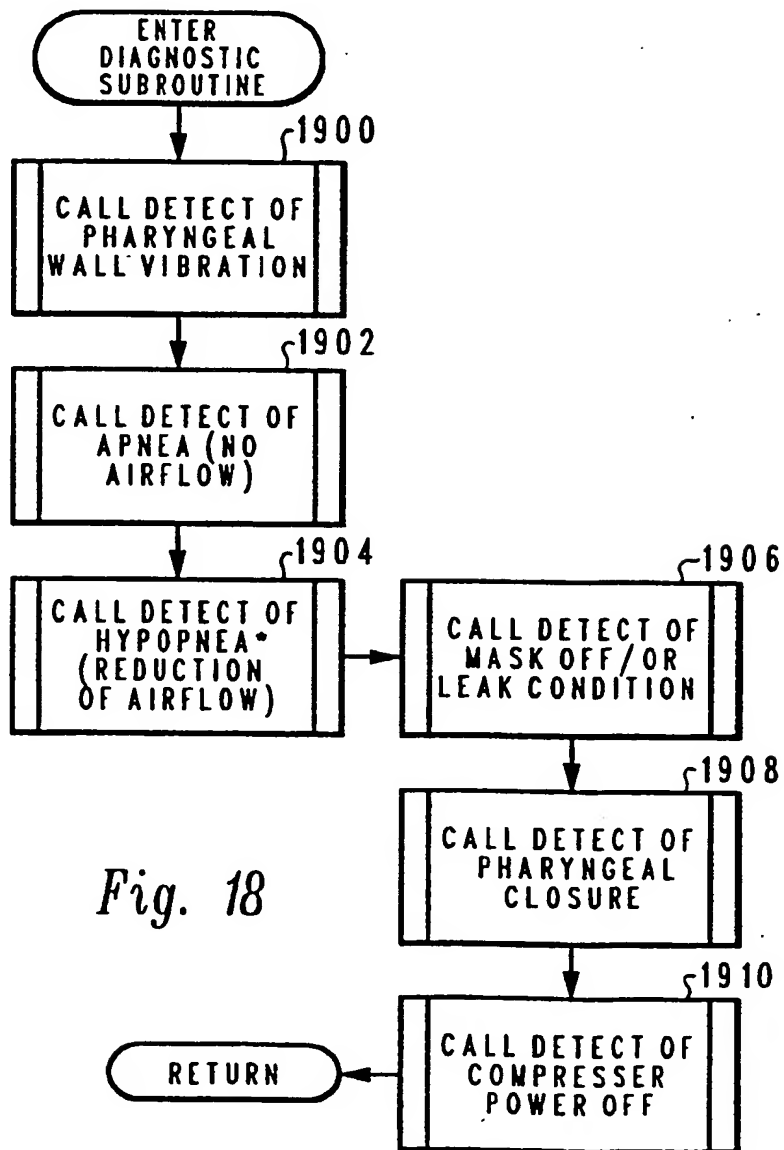 ENTER
DIAGNOSTIC
SUBROUTINE
1900
CALL DETECT OF
PHARYNGEAL
WALL VIBRATION
1902
CALL DETECT OF
APNEA (NO
AIRFLOW)
1904
CALL DETECT OF
HYPOPNEA*
(REDUCTION
OF AIRFLOW)
1906
CALL DETECT OF
MASK OFF/OR
LEAK CONDITION
1908
CALL DETECT OF
PHARYNGEAL
CLOSURE
1910
CALL DETECT OF
COMPRESSER
POWER OFF
RETURN
Fig. 18